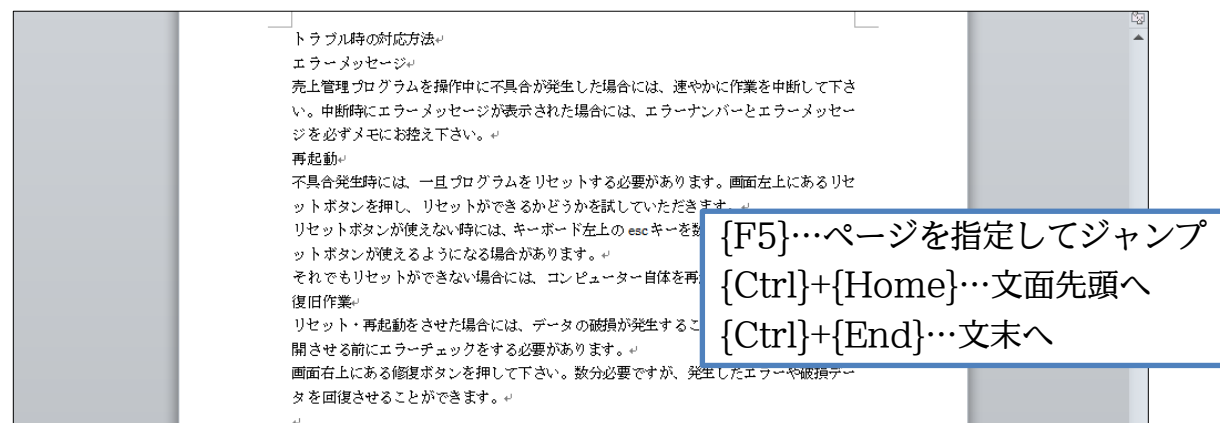 トラブル時の対応方法↵
エラーメッセージ↵
売上管理プログラムを操作中に不具合が発生した場合には、速やかに作業を中断して下さ
い。中断時にエラーメッセージが表示された場合には、エラーナンバーとエラーメッセー
ジを必ずメモにお控え下さい。↵
再起動↵
不具合発生時には、一旦プログラムをリセットする必要があります。画面左上にあるリセ
ットボタンを押し、リセットができるかどうかを試していただきます。↵
リセットボタンが使えない時には、キーボード左上の esc キーを数
ットボタンが使えるようになる場合があります。↵
それでもリセットができない場合には、コンピューター自体を再
復旧作業↵
リセット・再起動をさせた場合には、データの破損が発生するこ
開させる前にエラーチェックをする必要があります。↵
画面右上にある修復ボタンを押して下さい。数分必要ですが、発生したエラーや破損デー
タを回復させることができます。↵
{F5}…ページを指定してジャンプ
{Ctrl}+{Home}…文面先頭へ
{Ctrl}+{End}…文末へ